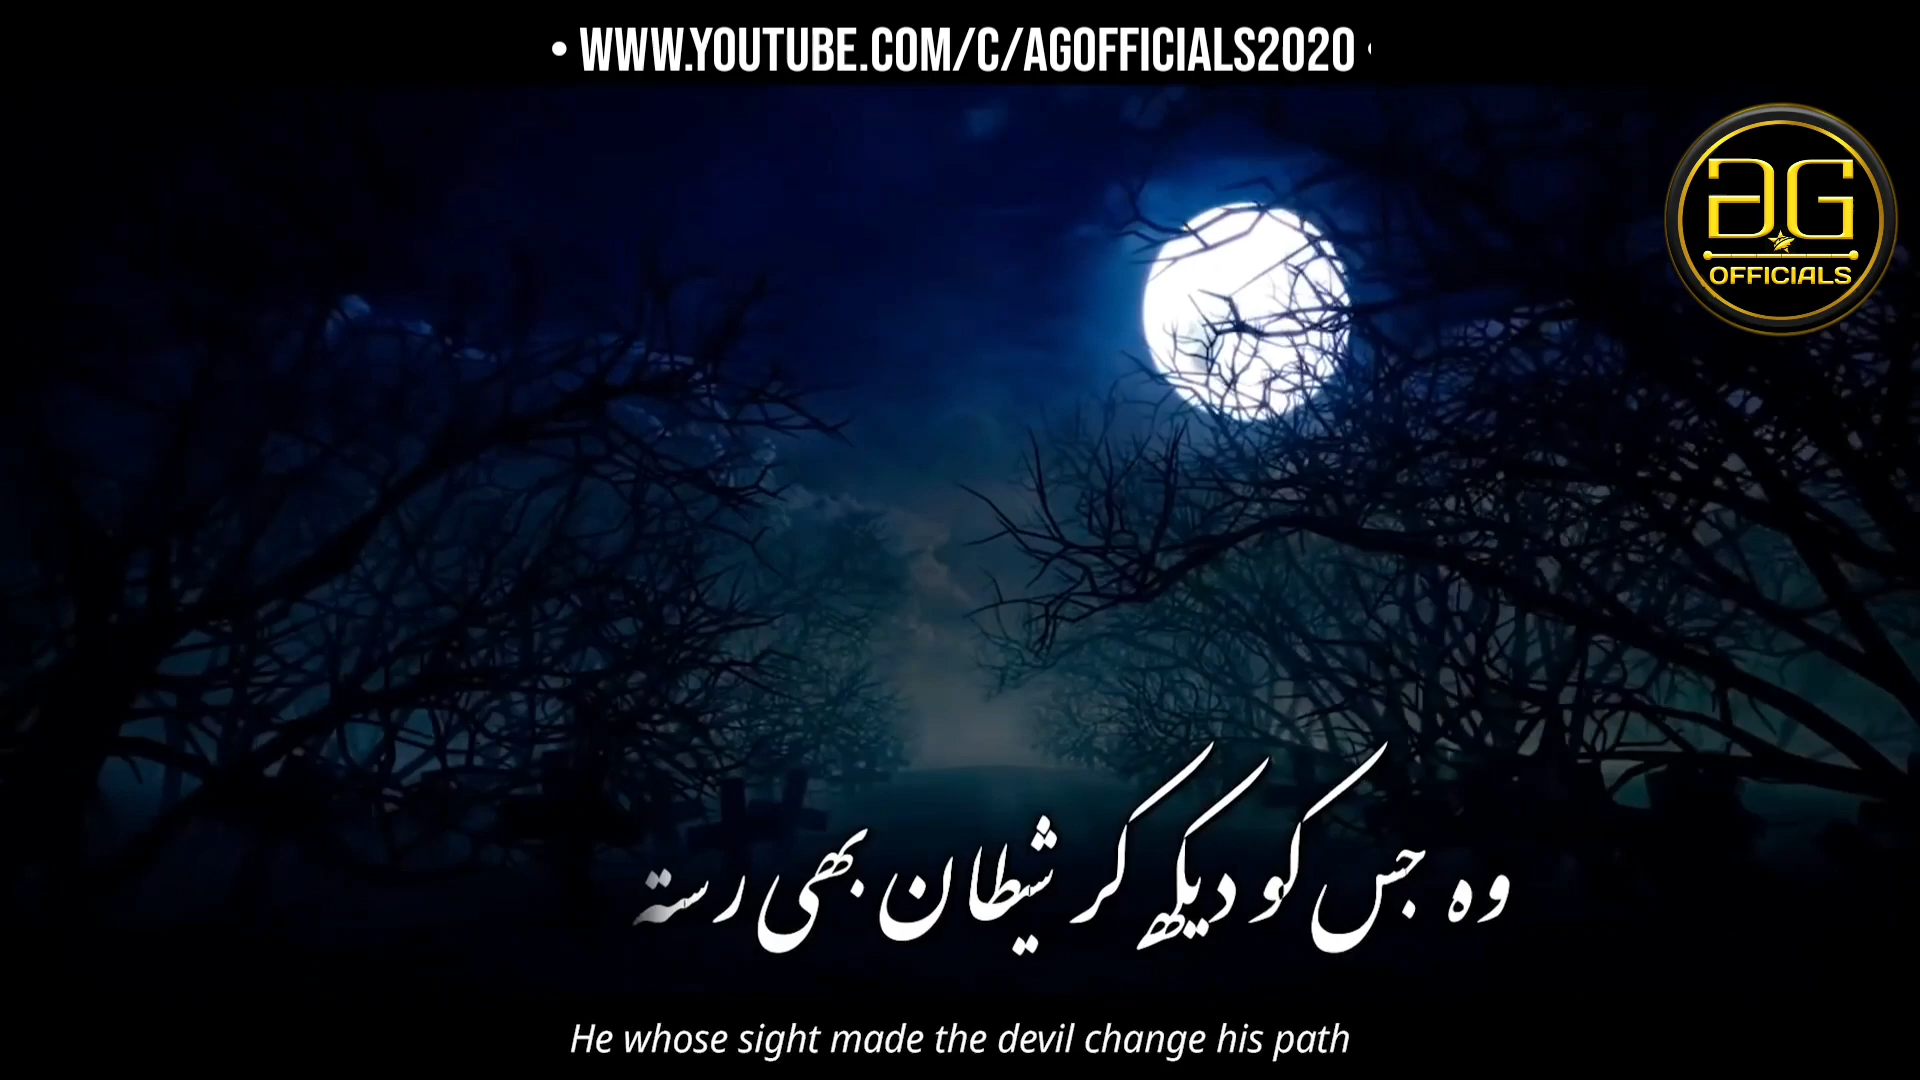 • WWW.YOUTUBE.COM/C/AGOFFICIALS2020 •
AG
OFFICIALS
وہ جس کو دیکھ کر شیطان بھی رستہ
He whose sight made the devil change his path